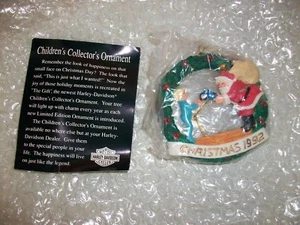 Children's Collector's Ornament
Remember the look of happiness on that
small face on Christmas Day? The look that
said, "This is just what I wanted!" Now the
joy of those holiday moments is recreated in
"The Gift", the newest Harley-Davidson
Children's Collector's Ornament. Your tree
will light up with charm every year as each
new Limited Edition Ornament is introduced.
The Children's Collector's Ornament is
available no where else but at your Harley-
Davidson Dealer. Give them
to the special people in your
life. The happiness will live
on just like the legend.
HARLEY-DAVIDSON
CHRISTMAS 1992